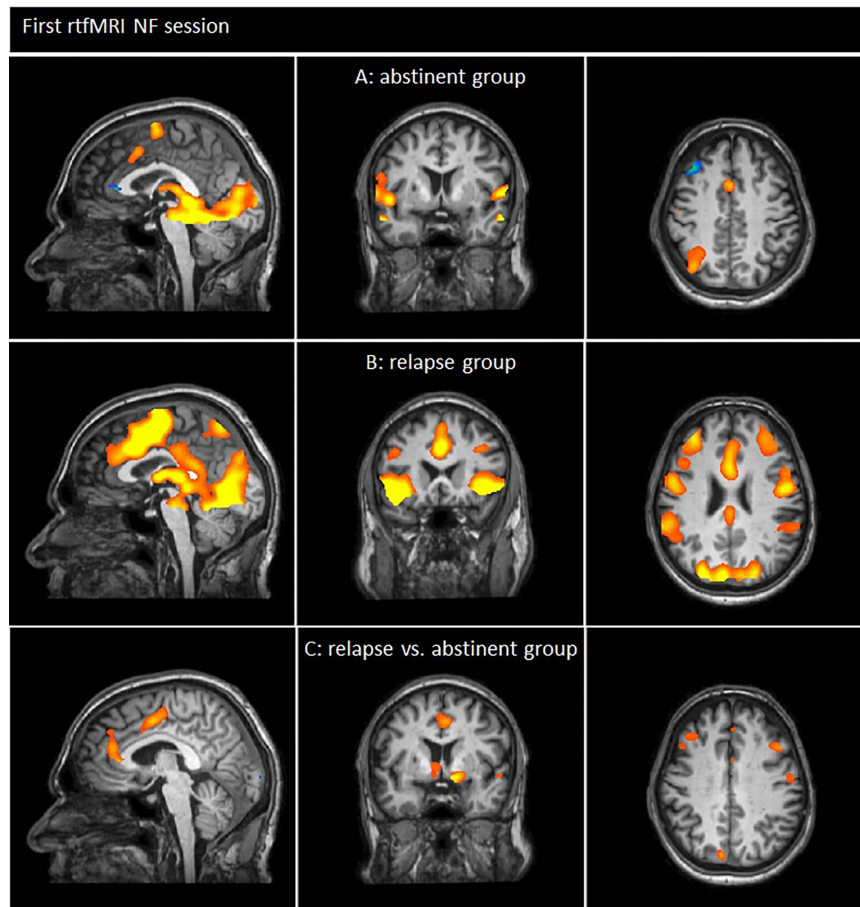 First rtfMRI NF session
A: abstinent group
B: relapse group
C: relapse vs. abstinent group